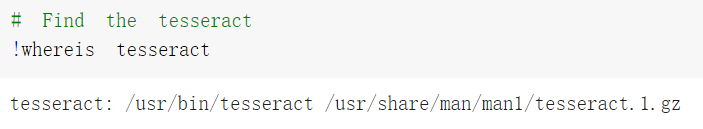 # Find the tesseract
!whereis tesseract
tesseract: /usr/bin/tesseract /usr/share/man/man1/tesseract.1.gz